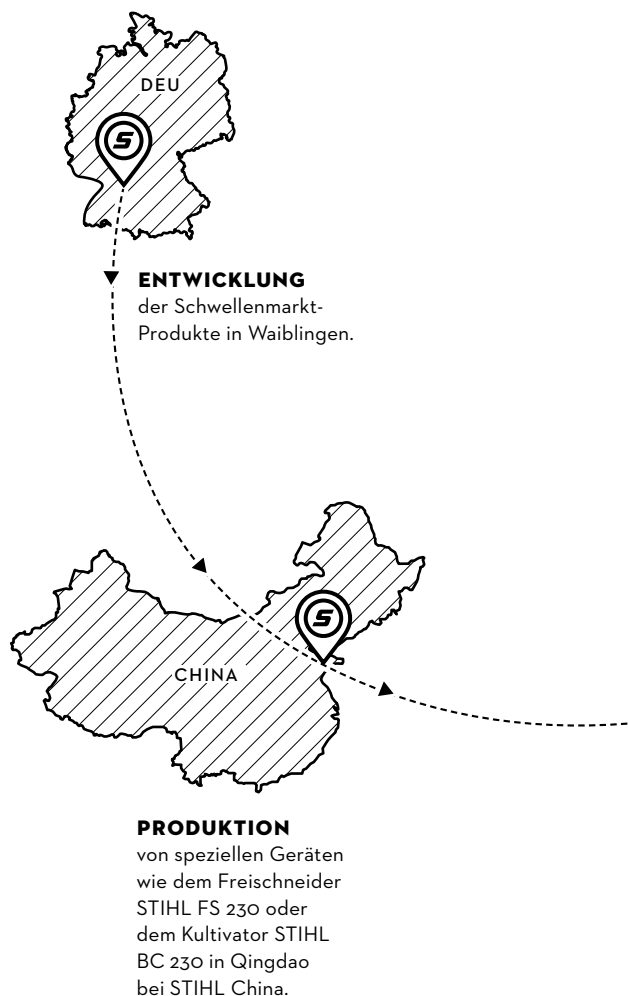 DEU
S
ENTWICKLUNG
der Schwellenmarkt-
Produkte in Waiblingen.
S
CHINA
PRODUKTION
von speziellen Geräten
wie dem Freischneider
STIHL FS 230 oder
dem Kultivator STIHL
BC 230 in Qingdao
bei STIHL China.